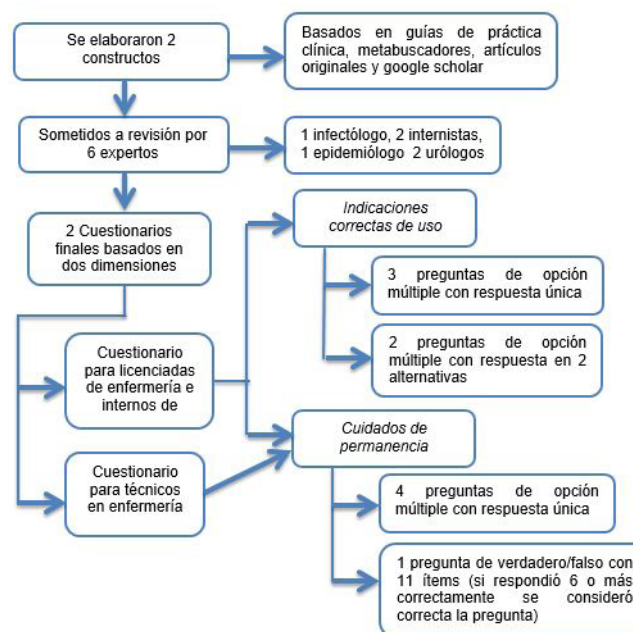 Se elaboraron 2
constructos
Basados en guías de práctica
clínica, metabuscadores, artículos
originales y google scholar
Sometidos a revisión por
6 expertos
1 infectólogo, 2 internistas,
1 epidemiólogo 2 urólogos
2 Cuestionarios
finales basados en
dos dimensiones
Indicaciones
correctas de uso
3 preguntas de opción
múltiple con respuesta única
2 preguntas de opción
múltiple con respuesta en 2
alternativas
Cuestionario
para licenciadas
de enfermería e
internos de
Cuidados de
permanencia
Cuestionario
para técnicos
en enfermería
4 preguntas de opción
múltiple con respuesta única
1 pregunta de verdadero/falso con
11 ítems (si respondió 6 o más
correctamente se consideró
correcta la pregunta)